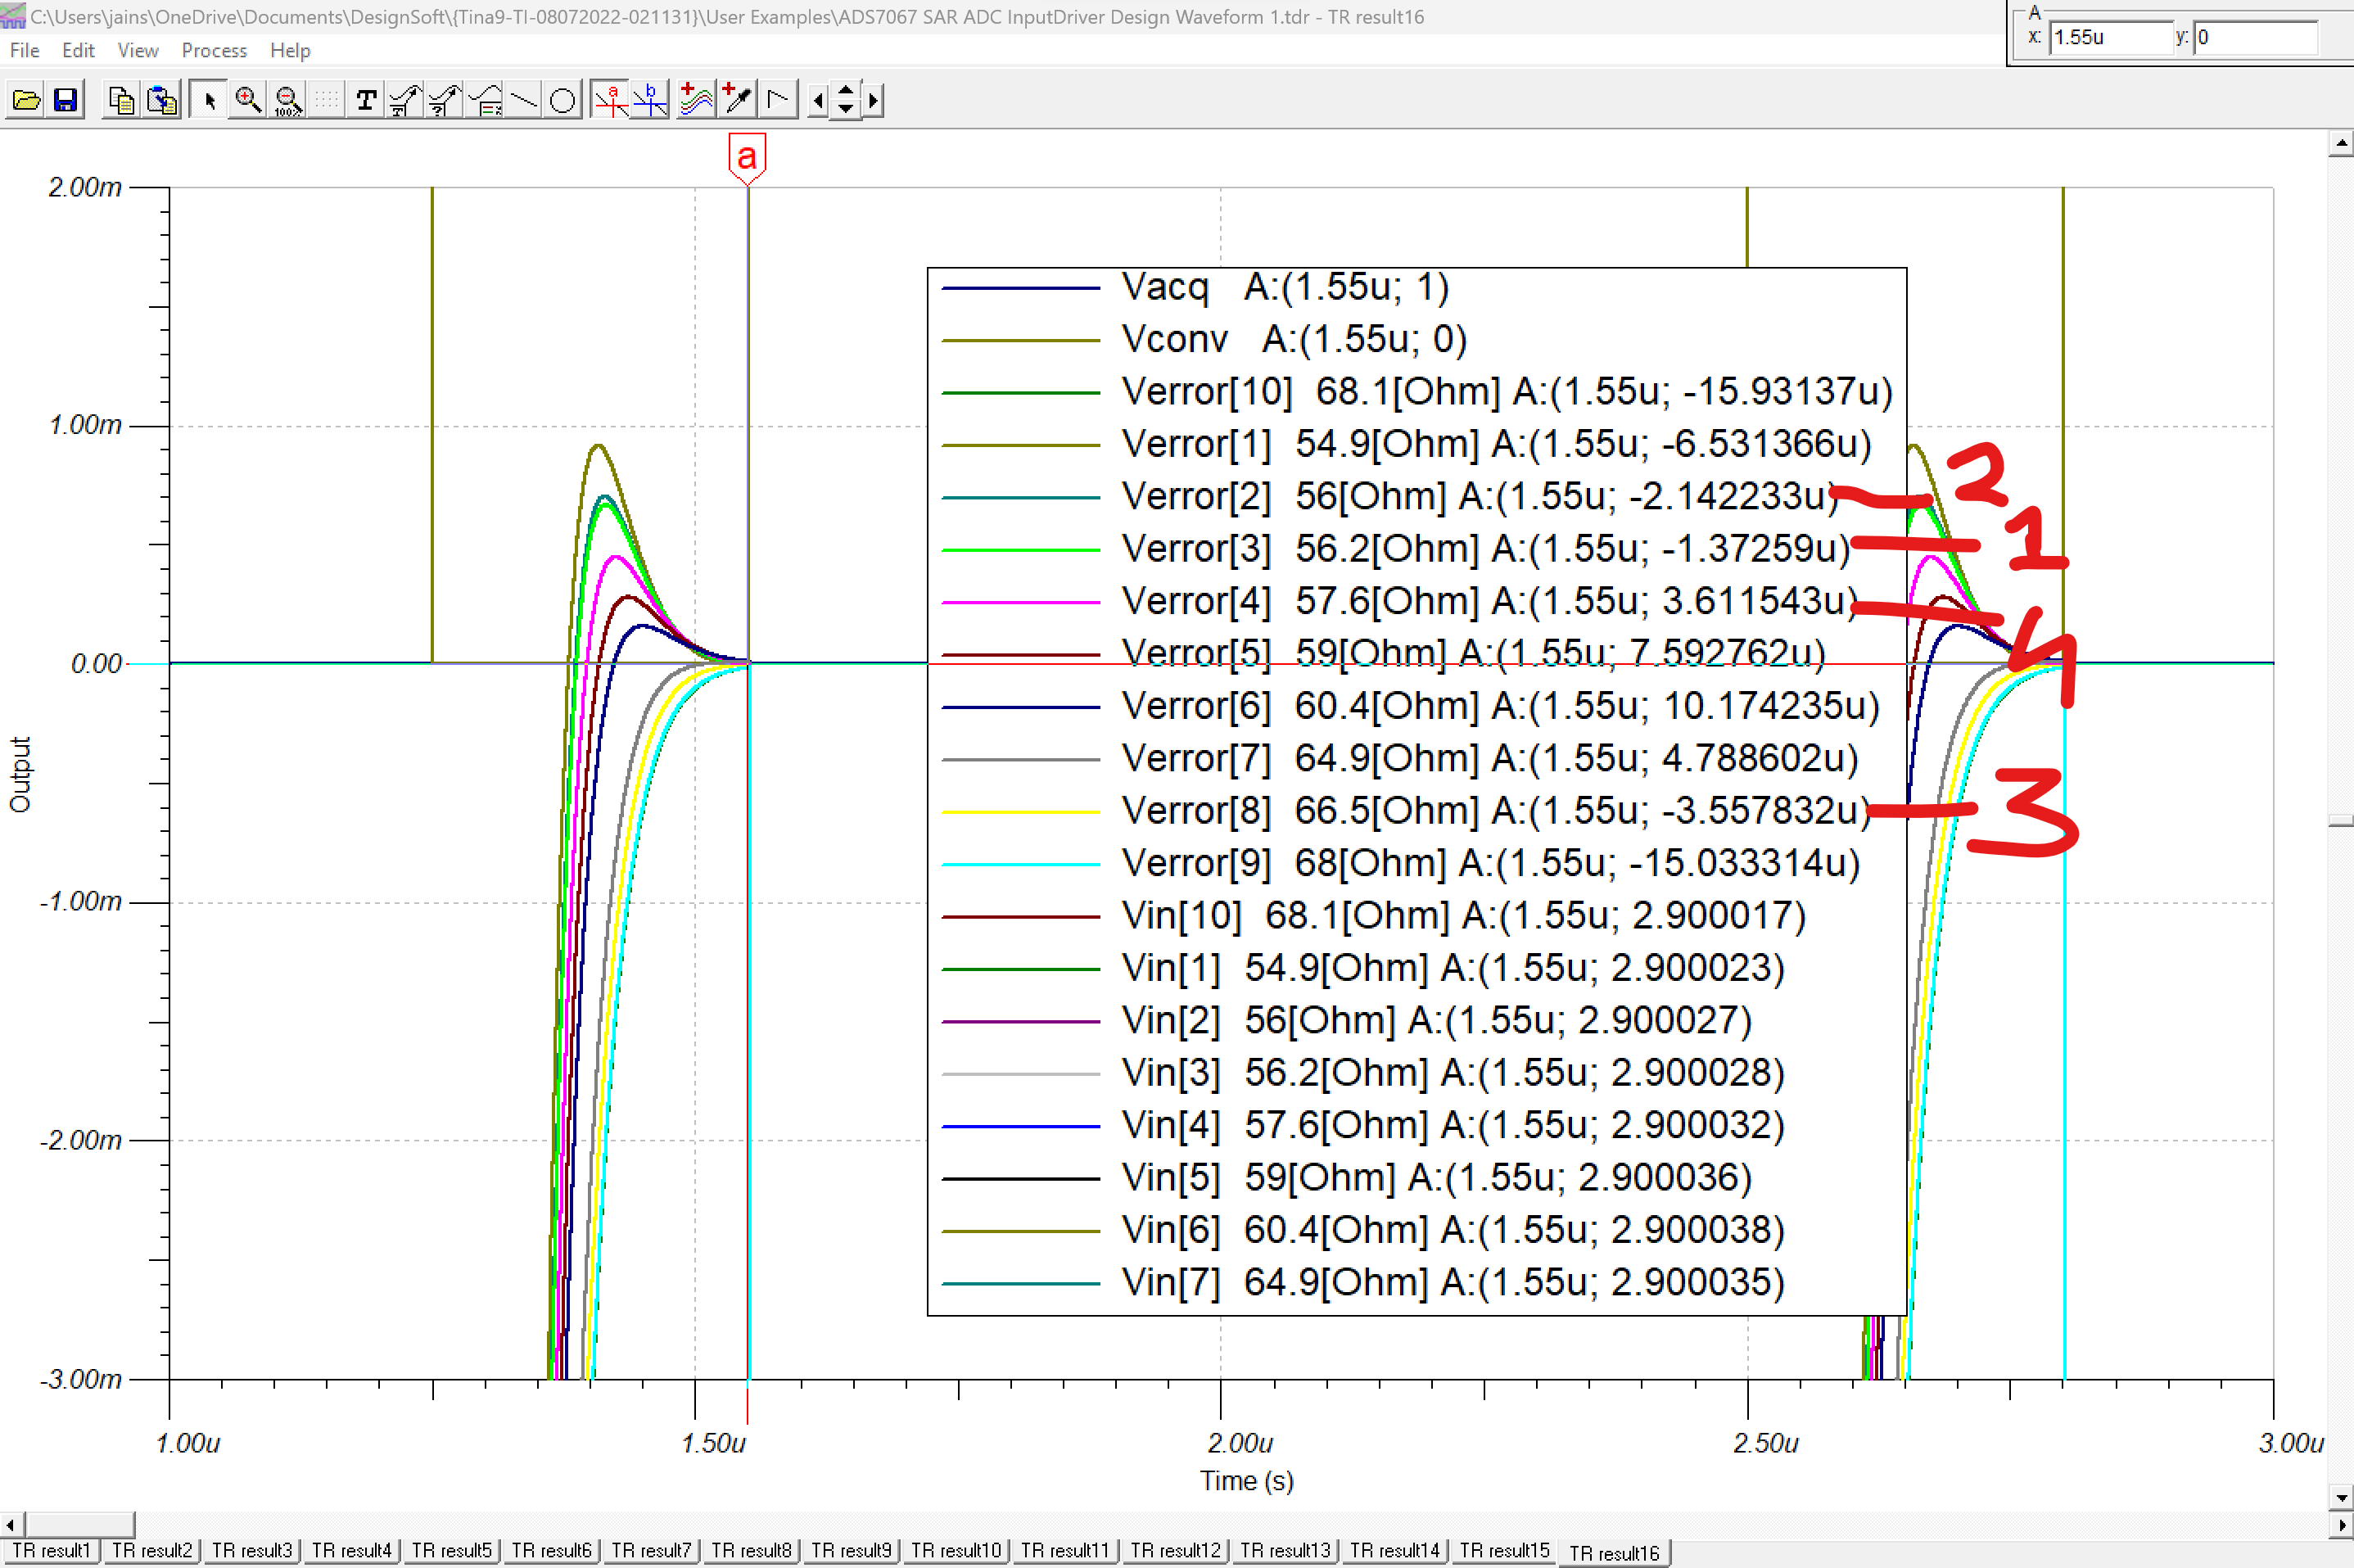 C:\Users\jains\OneDrive\Documents\DesignSoft\{Tina9-TI-08072022-021131}\User Examples\ADS7067 SAR ADC InputDriver Design Waveform 1.tdr - TR result16
A
x: 1.55u y: 0
File Edit View Process Help
T T ? 100% a b
a
2.00m
1.00m
0.00
-1.00m
-2.00m
-3.00m
Output
Vacq A:(1.55u; 1)
Vconv A:(1.55u; 0)
Verror[10] 68.1[Ohm] A:(1.55u; -15.93137u)
Verror[1] 54.9[Ohm] A:(1.55u; -6.531366u)
Verror[2] 56[Ohm] A:(1.55u; -2.142233u) 2
Verror[3] 56.2[Ohm] A:(1.55u; -1.37259u) 1
Verror[4] 57.6[Ohm] A:(1.55u; 3.611543u) 4
Verror[5] 59[Ohm] A:(1.55u; 7.592762u)
Verror[6] 60.4[Ohm] A:(1.55u; 10.174235u)
Verror[7] 64.9[Ohm] A:(1.55u; 4.788602u)
Verror[8] 66.5[Ohm] A:(1.55u; -3.557832u) 3
Verror[9] 68[Ohm] A:(1.55u; -15.033314u)
Vin[10] 68.1[Ohm] A:(1.55u; 2.900017)
Vin[1] 54.9[Ohm] A:(1.55u; 2.900023)
Vin[2] 56[Ohm] A:(1.55u; 2.900027)
Vin[3] 56.2[Ohm] A:(1.55u; 2.900028)
Vin[4] 57.6[Ohm] A:(1.55u; 2.900032)
Vin[5] 59[Ohm] A:(1.55u; 2.900036)
Vin[6] 60.4[Ohm] A:(1.55u; 2.900038)
Vin[7] 64.9[Ohm] A:(1.55u; 2.900035)
1.00u 1.50u 2.00u 2.50u 3.00u
Time (s)
TR result1 TR result2 TR result3 TR result4 TR result5 TR result6 TR result7 TR result8 TR result9 TR result10 TR result11 TR result12 TR result13 TR result14 TR result15 TR result16